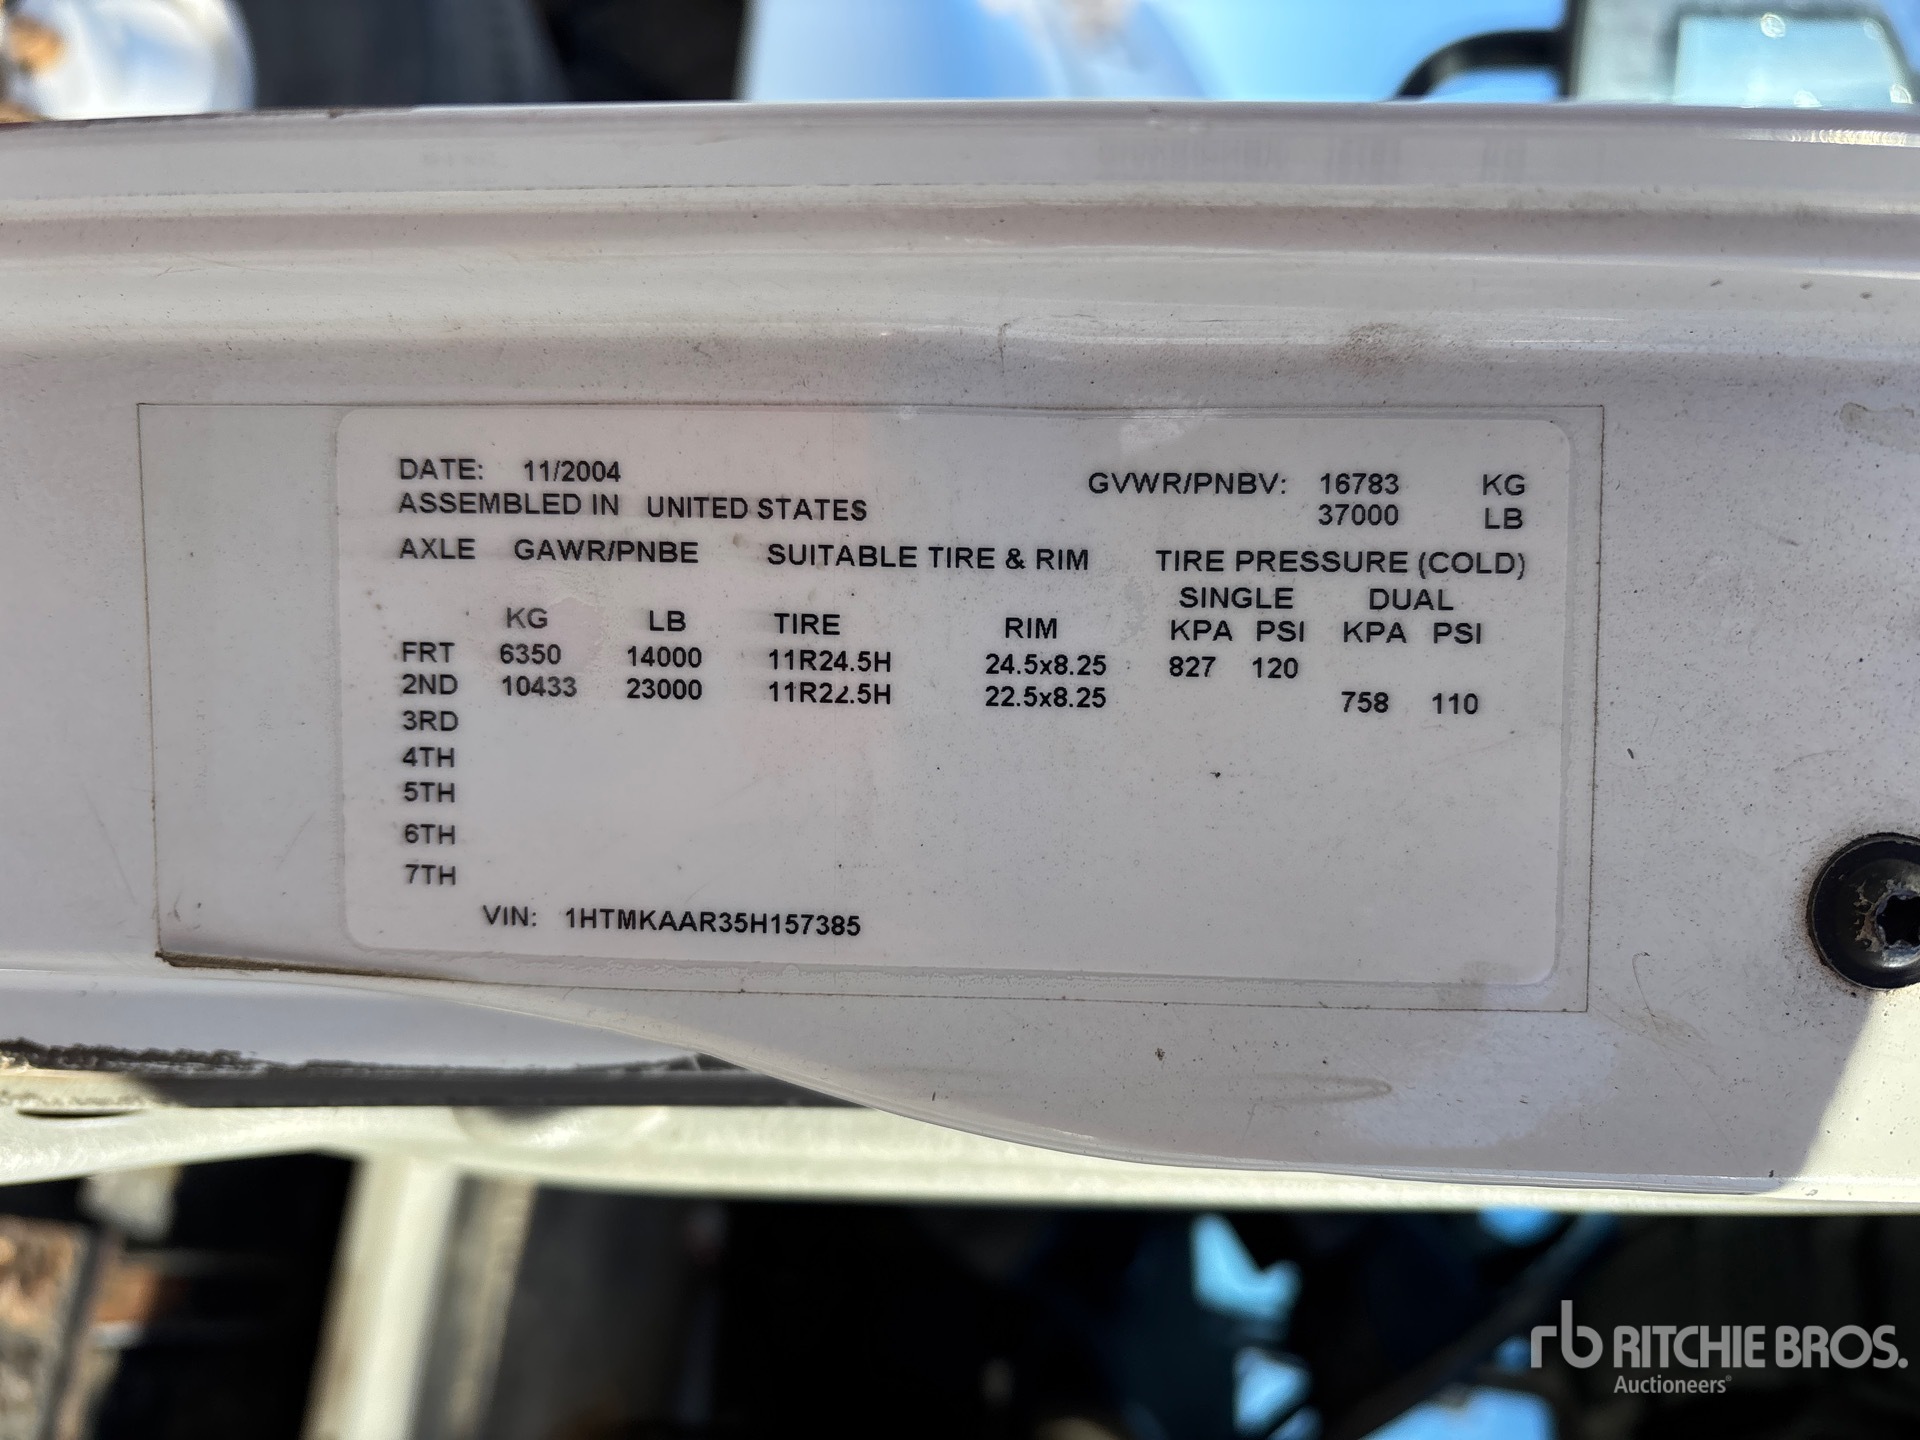 DATE: 11/2004
GVWR/PNBV: 16783 KG
ASSEMBLED IN UNITED STATES
37000 LB
AXLE GAWR/PNBE SUITABLE TIRE & RIM TIRE PRESSURE (COLD)
SINGLE DUAL
KG LB TIRE RIM KPA PSI KPA PSI
FRT 6350 14000 11R24.5H 24.5x8.25 827 120
2ND 10433 23000 11R22.5H 22.5x8.25 758 110
3RD
4TH
5TH
6TH
7TH
VIN: 1HTMKAAR35H157385
rb RITCHIE BROS.
Auctioneers